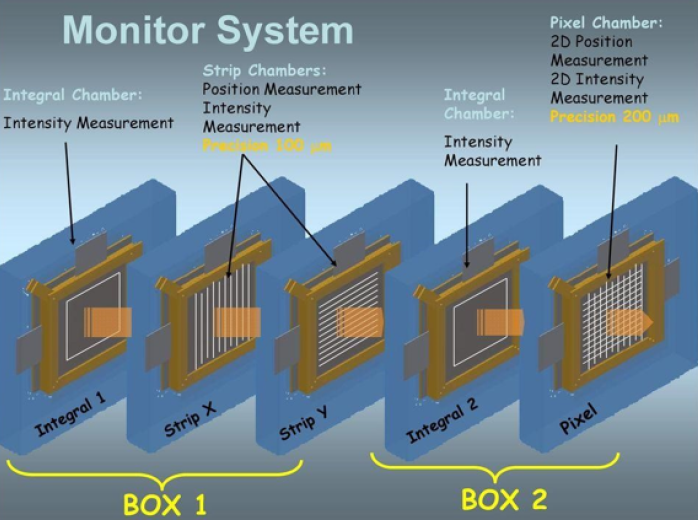 Monitor System
Integral Chamber:
Intensity Measurement
Strip Chambers:
Position Measurement
Intensity
Measurement
Precision 100 µm
Integral
Chamber:
Intensity
Measurement
Pixel Chamber:
2D Position
Measurement
2D Intensity
Measurement
Precision 200 µm
Integral 1
Strip X
Strip Y
Integral 2
Pixel
BOX 1
BOX 2